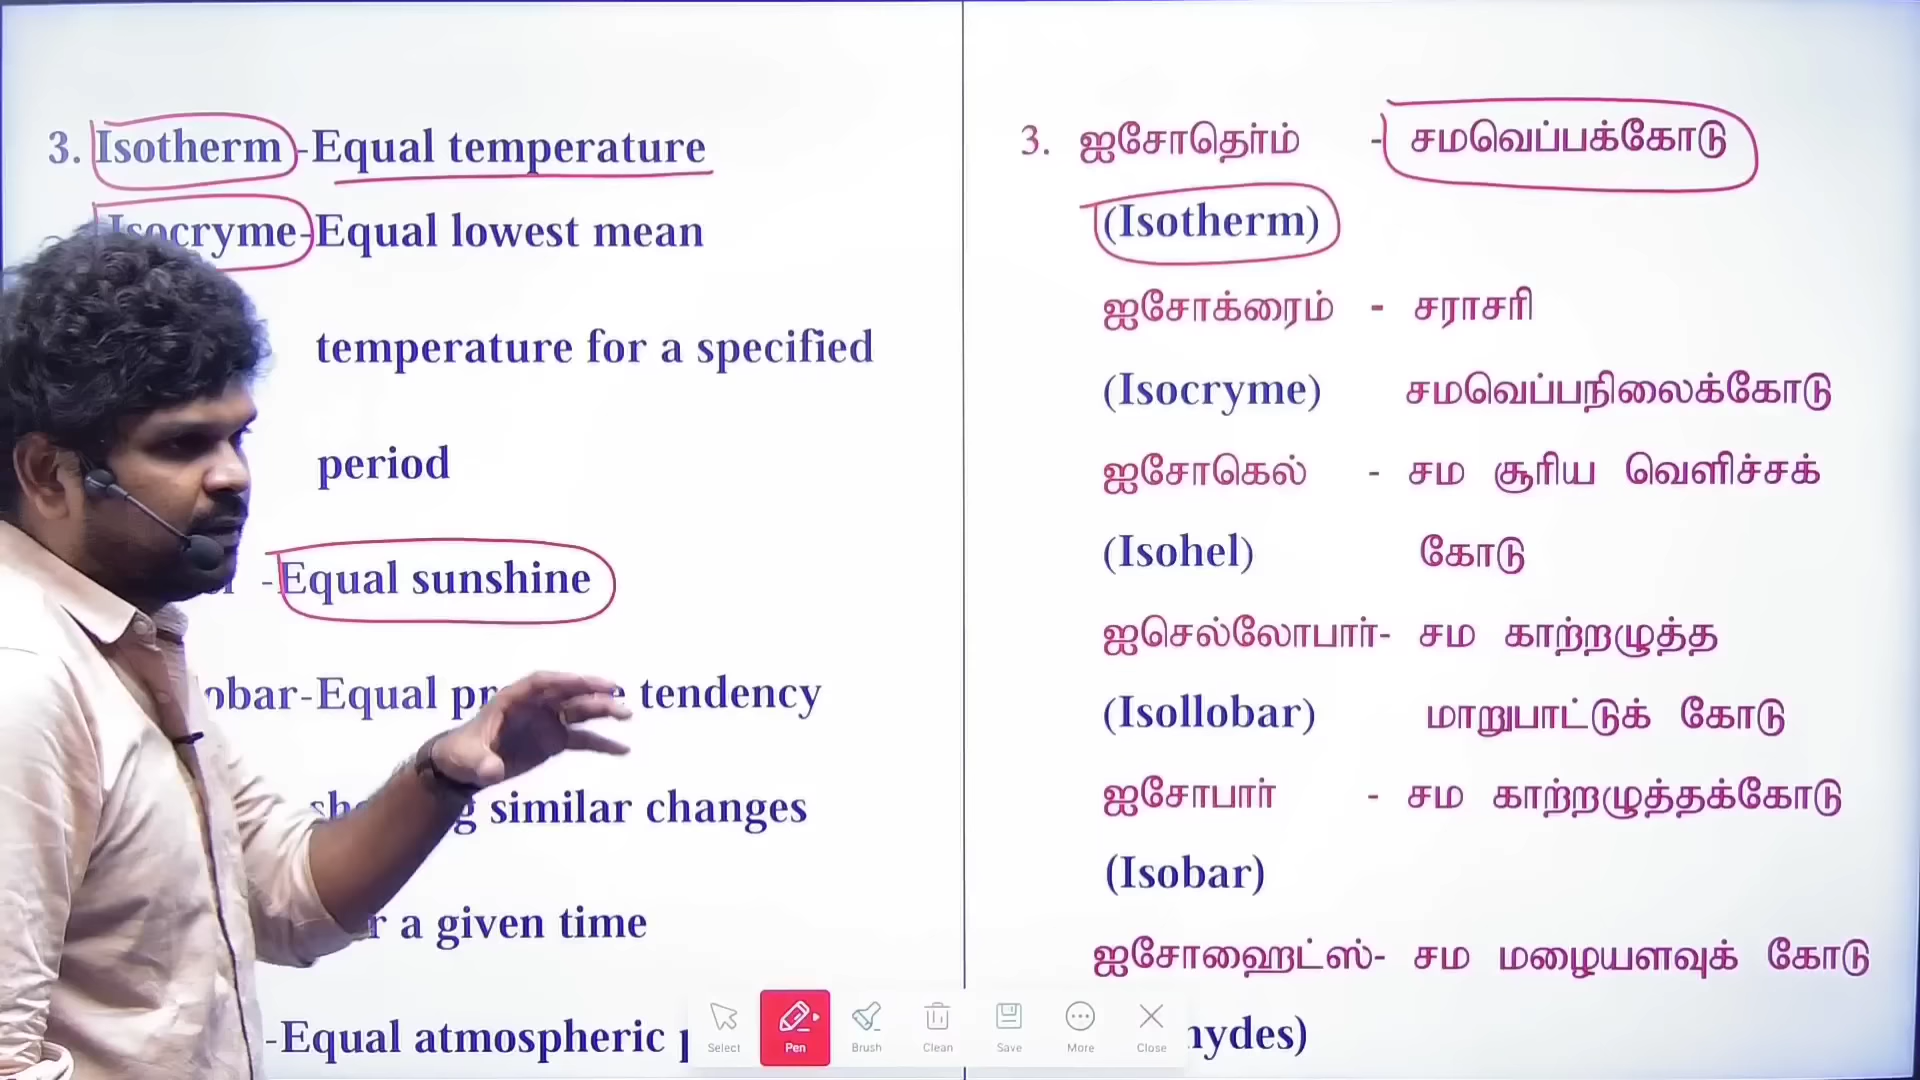 3. Isotherm -Equal temperature
Isocryme-Equal lowest mean
temperature for a specified
period
-Equal sunshine
obar-Equal tendency
similar changes
a given time
-Equal atmospheric
3. ஐசோதெர்ம் - சமவெப்பக்கோடு
(Isotherm)
ஐசோக்ரைம் - சராசரி
(Isocryme) சமவெப்பநிலைக்கோடு
ஐசோகெல் - சம சூரிய வெளிச்சக்
(Isohel) கோடு
ஐசெல்லோபார்- சம காற்றழுத்த
(Isollobar) மாறுபாட்டுக் கோடு
ஐசோபார் - சம காற்றழுத்தக்கோடு
(Isobar)
ஐசோஹைட்ஸ்- சம மழையளவுக் கோடு
hydes)
Select Pen Brush Clean Save More Close